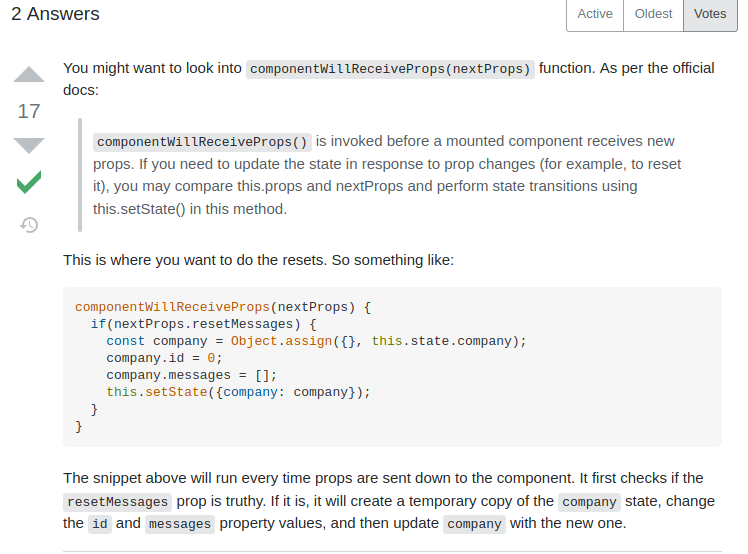 2 Answers
Active Oldest Votes
You might want to look into componentWillReceiveProps(nextProps) function. As per the official
docs:
17
componentWillReceiveProps() is invoked before a mounted component receives new
props. If you need to update the state in response to prop changes (for example, to reset
it), you may compare this.props and nextProps and perform state transitions using
this.setState() in this method.
This is where you want to do the resets. So something like:
componentWillReceiveProps(nextProps) {
  if(nextProps.resetMessages) {
    const company = Object.assign({}, this.state.company);
    company.id = 0;
    company.messages = [];
    this.setState({company: company});
  }
}
The snippet above will run every time props are sent down to the component. It first checks if the
resetMessages prop is truthy. If it is, it will create a temporary copy of the company state, change
the id and messages property values, and then update company with the new one.